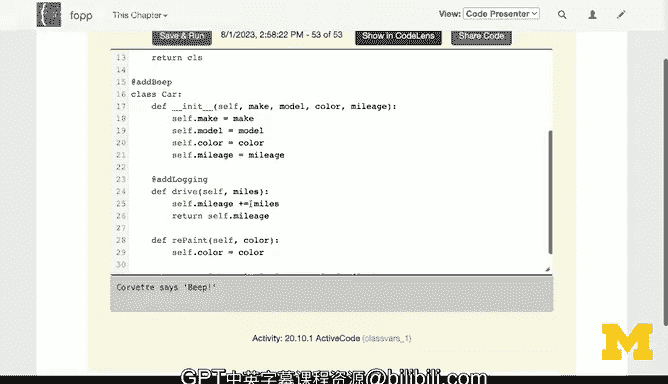 fopp This Chapter View: Code Presenter
Save & Run 8/1/2023, 2:58:22 PM - 53 of 53 Show in CodeLens Share Code
13 return cls
14
15 @addBeep
16 class Car:
17 def __init__(self, make, model, color, mileage):
18 self.make = make
19 self.model = model
20 self.color = color
21 self.mileage = mileage
22
23 @addLogging
24 def drive(self, miles):
25 self.mileage += miles
26 return self.mileage
27
28 def rePaint(self, color):
29 self.color = color
30
Corvette says 'Beep!'
Activity: 20.10.1 ActiveCode (classvars_1)
M
GPT中英字幕课程资源@bilibili.com